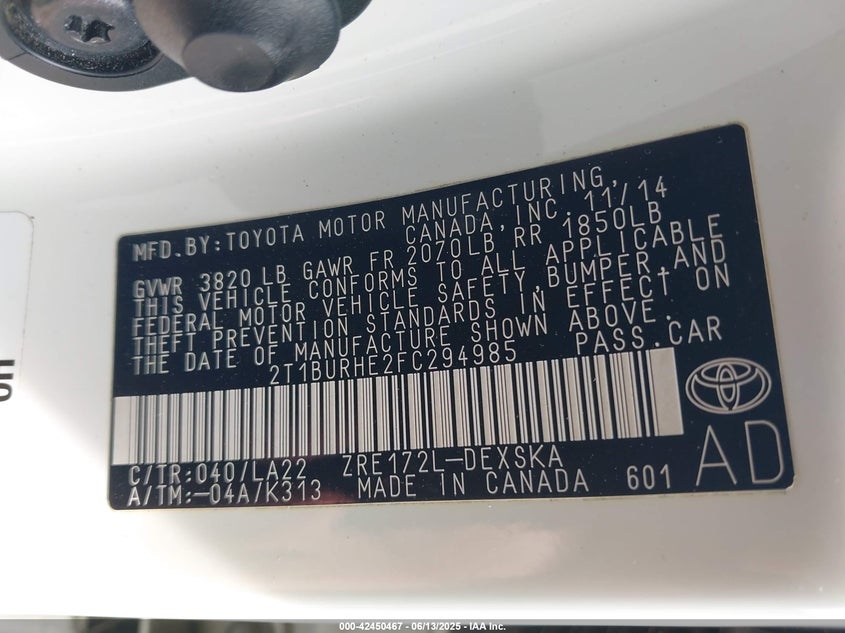 MFD.BY:TOYOTA MOTOR MANUFACTURING,
CANADA, INC. 11/14
GVWR 3820 LB GAWR FR 2070LB RR 1850LB
THIS VEHICLE CONFORMS TO ALL APPLICABLE
FEDERAL MOTOR VEHICLE SAFETY,BUMPER,AND
THEFT PREVENTION STANDARDS IN EFFECT ON
THE DATE OF MANUFACTURE SHOWN ABOVE.
2T1BURHE2FC294985 PASS.CAR
C/TR:040/LA22 ZRE172L-DEXSKA
A/TM:-04A/K313 MADE IN CANADA 601 AD
000-42450467 - 06/13/2025 - IAA Inc.